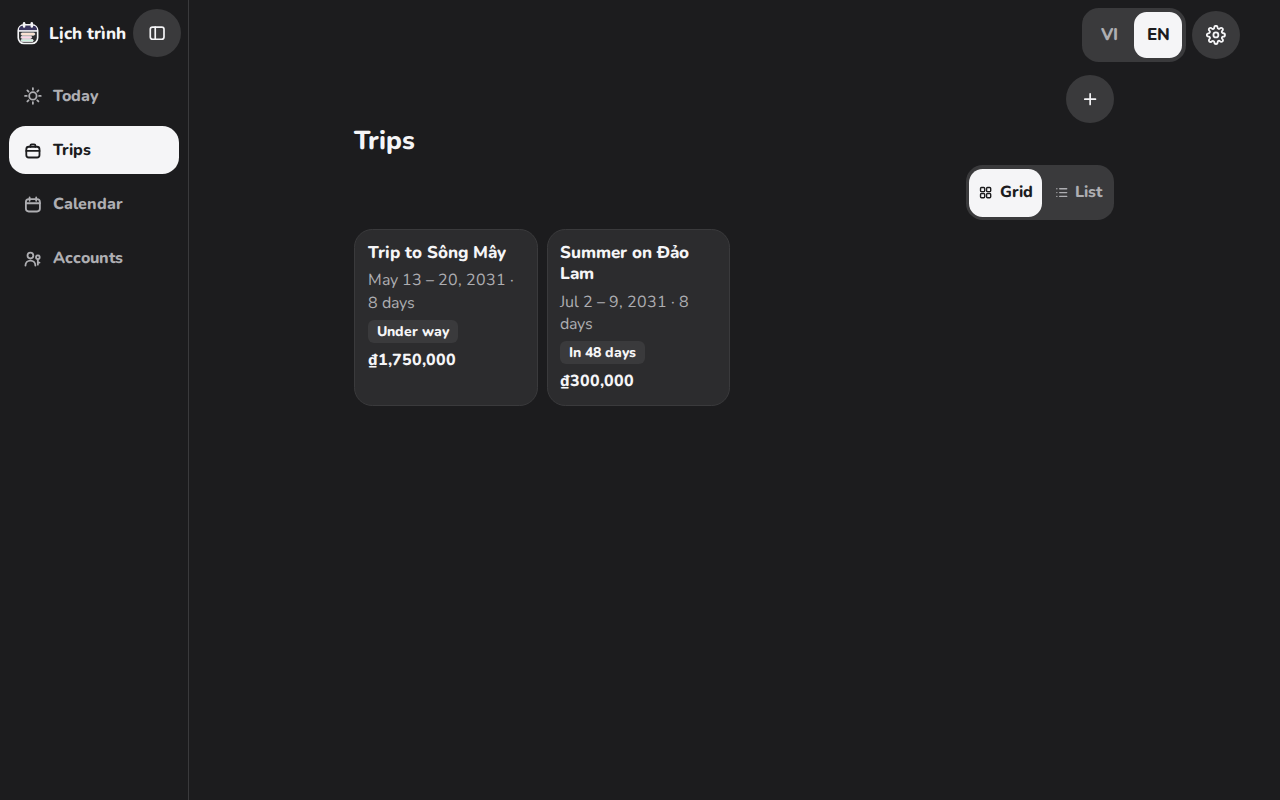 Lịch trình
VI
EN
Today
Trips
Calendar
Accounts
Trips
Grid
List
Trip to Sông Mây
May 13 – 20, 2031 ·
8 days
Under way
₫1,750,000
Summer on Đảo
Lam
Jul 2 – 9, 2031 · 8
days
In 48 days
₫300,000